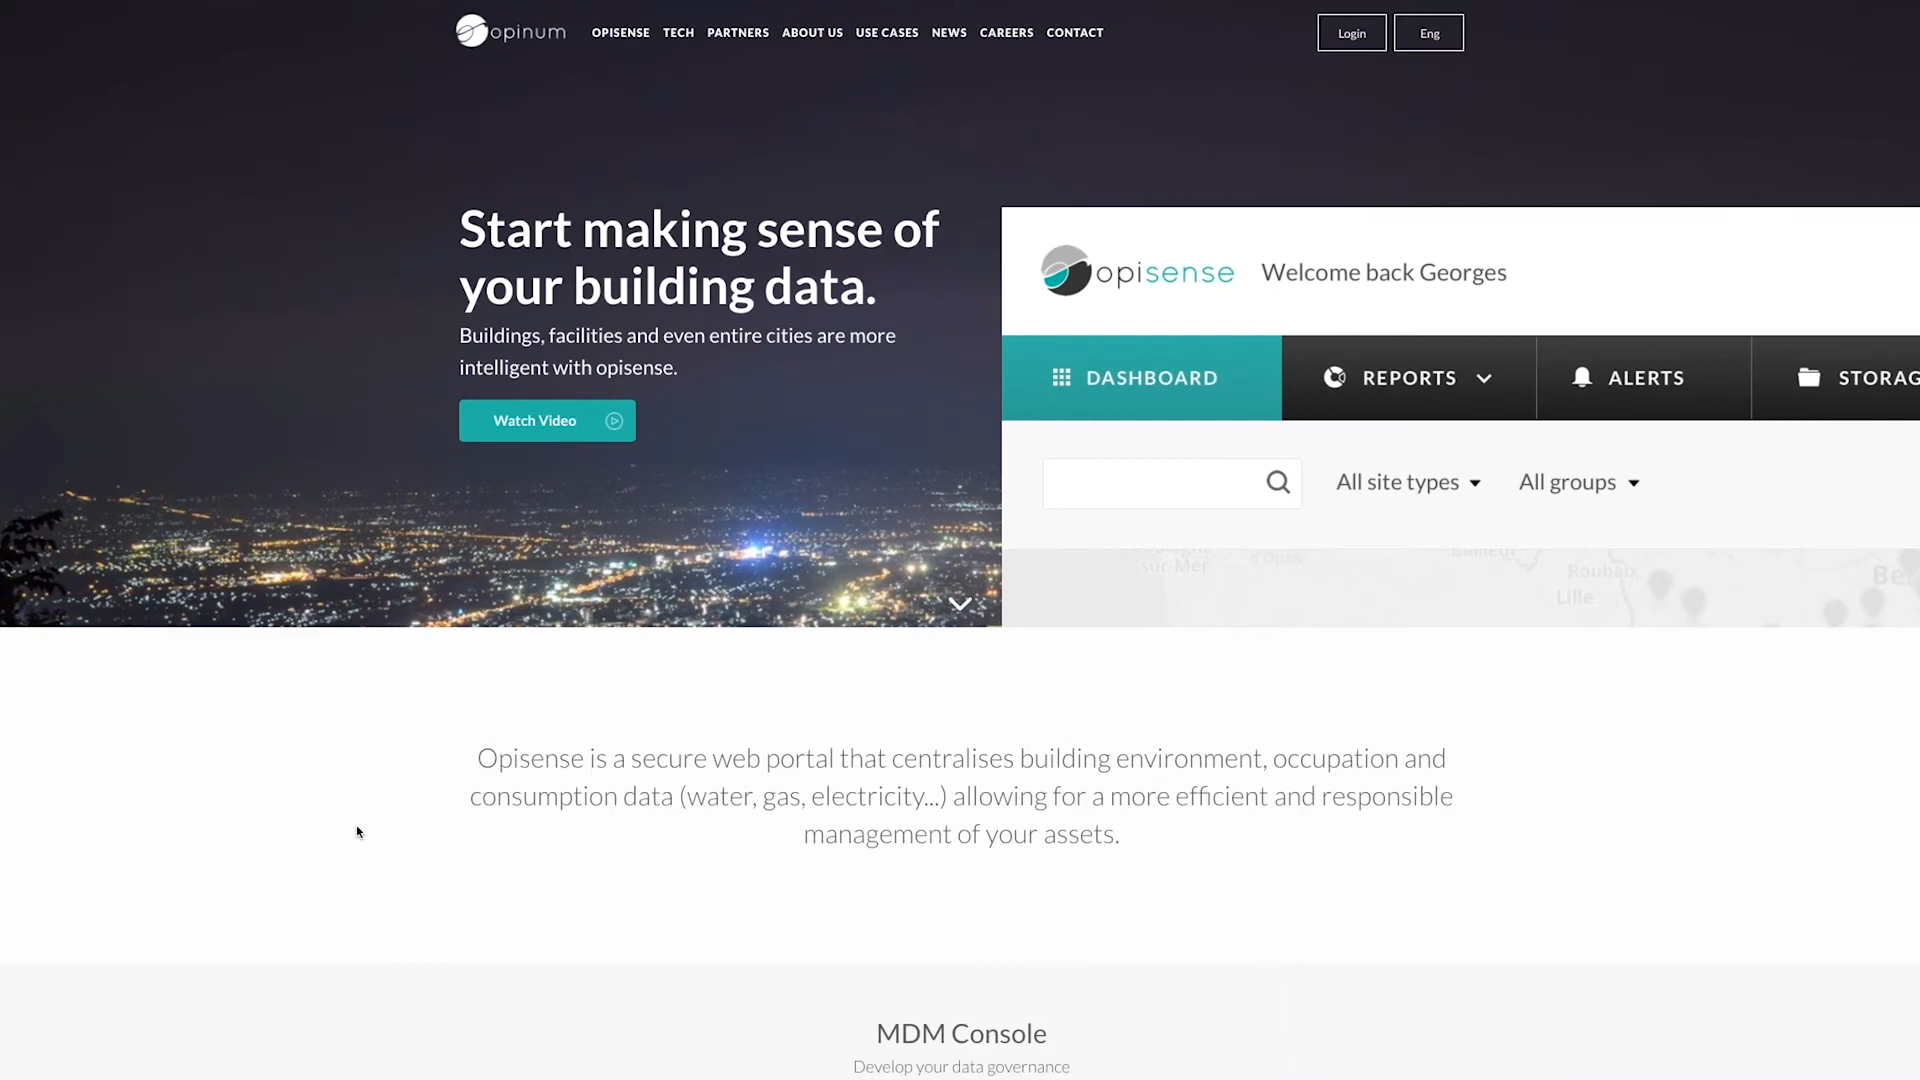 opinum
OPISENSE TECH PARTNERS ABOUT US USE CASES NEWS CAREERS CONTACT
Login
Eng
Start making sense of
your building data.
Buildings, facilities and even entire cities are more
intelligent with opisense.
Watch Video
opisense Welcome back Georges
DASHBOARD REPORTS ALERTS STORAG
All site types All groups
sur-Mer
d'Opale
Roubaix
Lille
Be
Opisense is a secure web portal that centralises building environment, occupation and
consumption data (water, gas, electricity...) allowing for a more efficient and responsible
management of your assets.
MDM Console
Develop your data governance